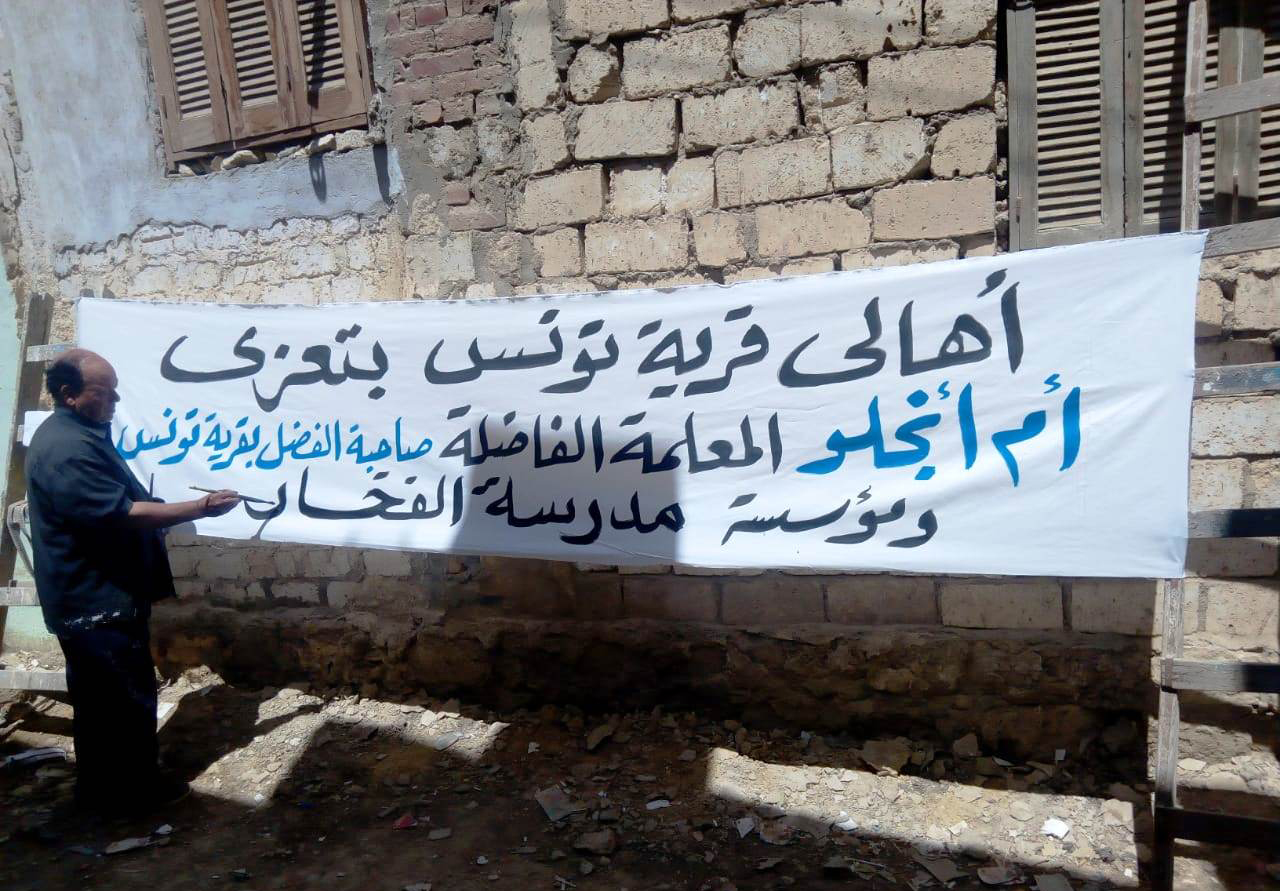 أهالى قرية تونس بتعزى
أم أنجلو المعلمة الفاضلة صاحبة الفضل بقرية تونس
ومؤسسة مدرسة الفخار